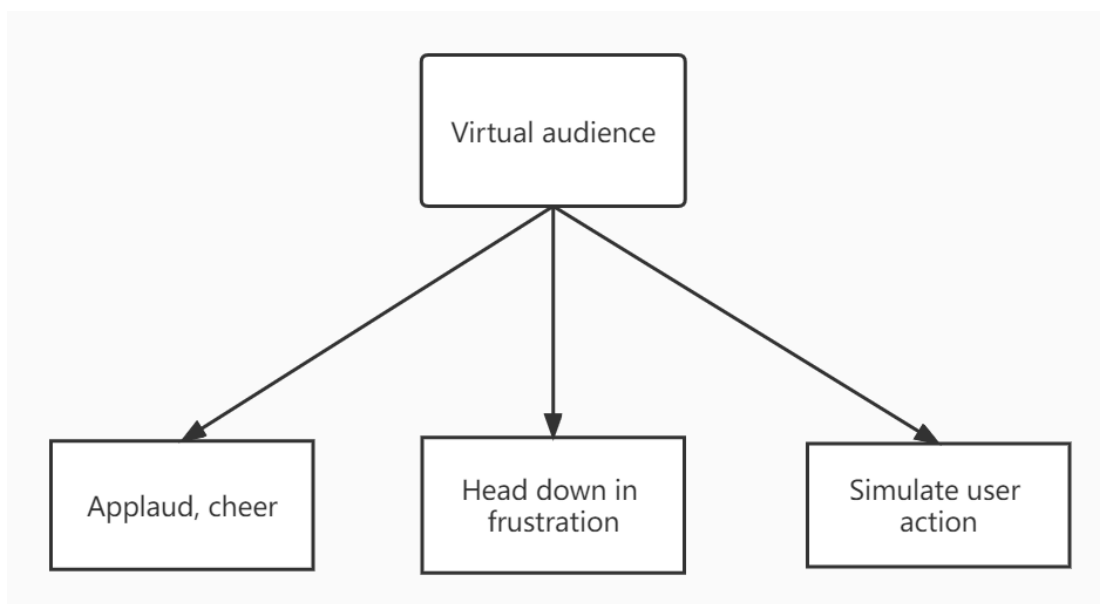 Virtual audience
Applaud, cheer
Head down in
frustration
Simulate user
action